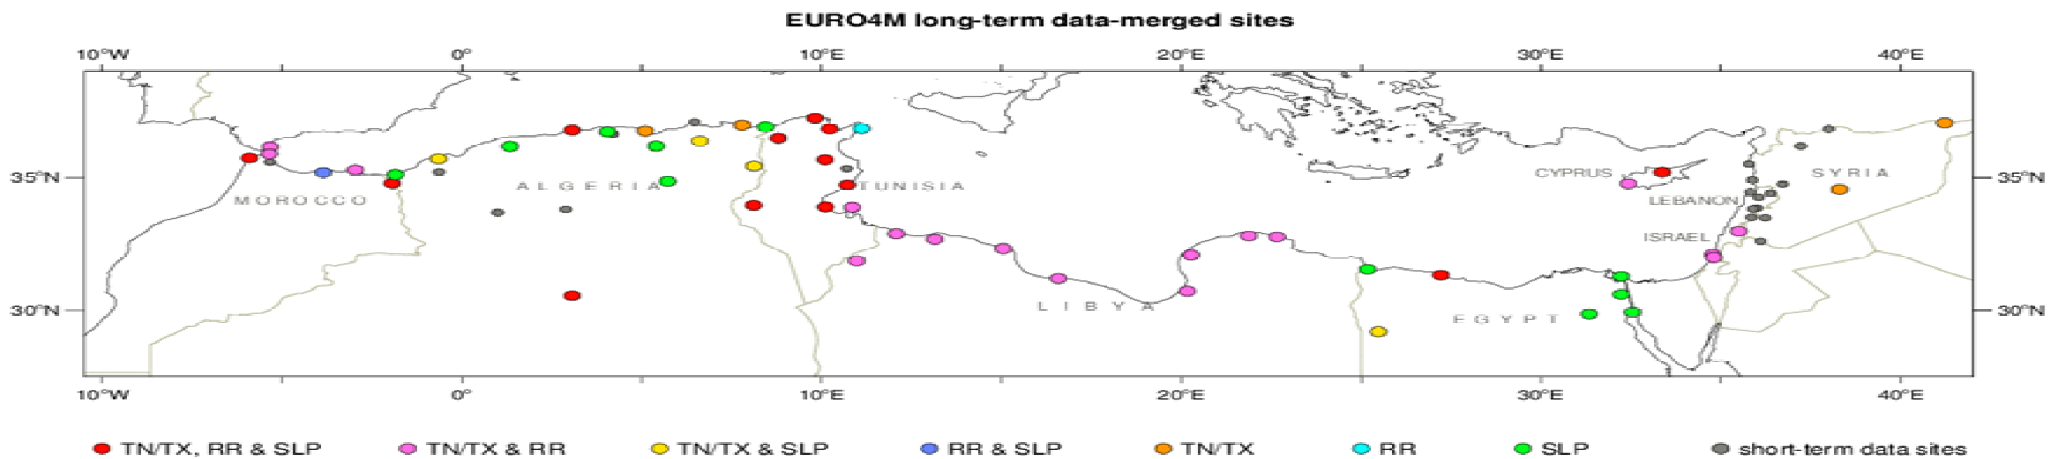 EURO4M long-term data-merged sites
10°W 0° 10°E 20°E 30°E 40°E
35°N MOROCCO ALGERIA TUNISIA CYPRUS SYRIA 35°N
LEBANON
ISRAEL
30°N LIBYA EGYPT 30°N
10°W 0° 10°E 20°E 30°E 40°E
TN/TX, RR & SLP TN/TX & RR TN/TX & SLP RR & SLP TN/TX RR SLP short-term data sites